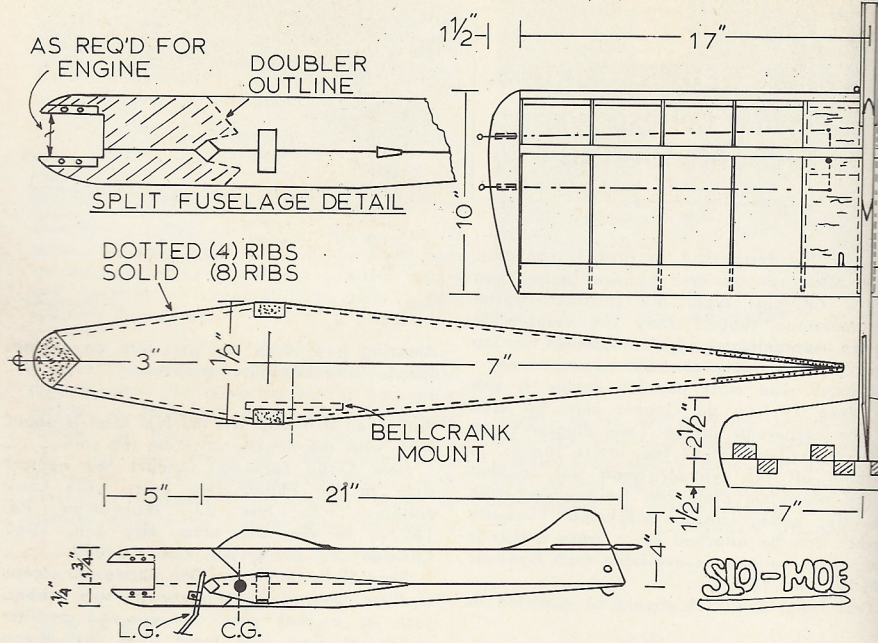 AS REQ'D FOR
ENGINE
DOUBLER
OUTLINE
SPLIT FUSELAGE DETAIL
1½"
17"
10"
DOTTED (4) RIBS
SOLID (8) RIBS
℄
3"
1½"
7"
BELLCRANK
MOUNT
2½"
1½"
7"
5"
21"
1¾"
1¼"
4"
L.G.
C.G.
SLO-MOE